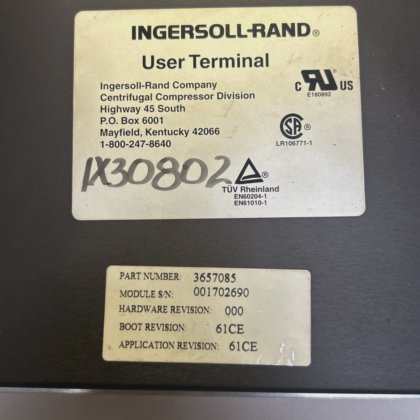 INGERSOLL-RAND®
User Terminal
Ingersoll-Rand Company
Centrifugal Compressor Division
Highway 45 South
P.O. Box 6001
Mayfield, Kentucky 42066
1-800-247-8640
C RU US
E180892
SA
LR106771-1
1X30802
TÜV Rheinland
EN60204-1
EN61010-1
PART NUMBER: 3657085
MODULE S/N: 001702690
HARDWARE REVISION: 000
BOOT REVISION: 61CE
APPLICATION REVISION: 61CE